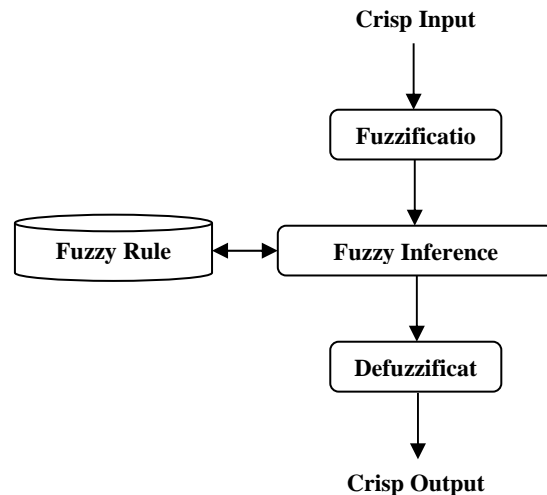 Crisp Input
Fuzzificatio
Fuzzy Rule
Fuzzy Inference
Defuzzificat
Crisp Output